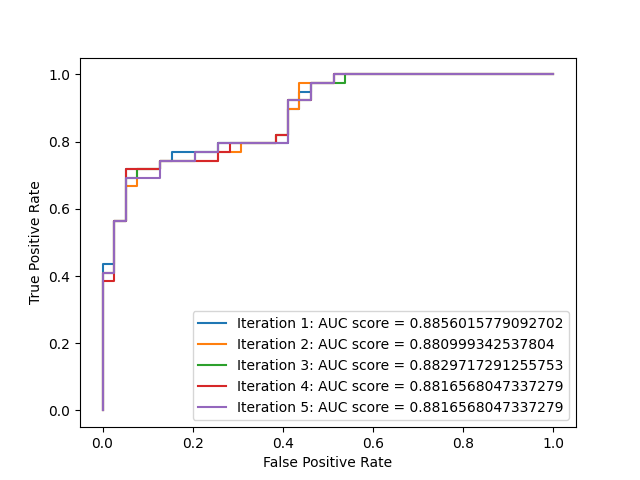 1.0
0.8
0.6
0.4
0.2
0.0
True Positive Rate
Iteration 1: AUC score = 0.8856015779092702
Iteration 2: AUC score = 0.880999342537804
Iteration 3: AUC score = 0.8829717291255753
Iteration 4: AUC score = 0.8816568047337279
Iteration 5: AUC score = 0.8816568047337279
0.0 0.2 0.4 0.6 0.8 1.0
False Positive Rate